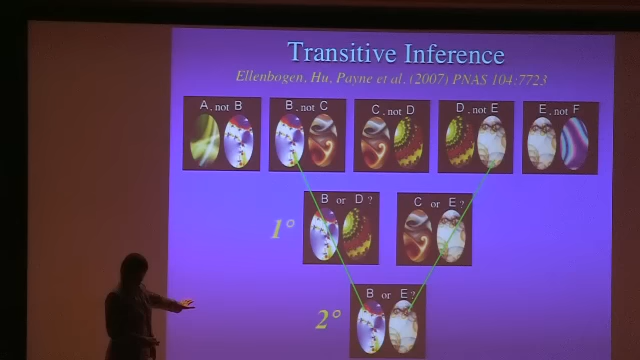 Transitive Inference
Ellenbogen, Hu, Payne et al. (2007) PNAS 104:7723
A, not B B, not C C, not D D, not E E, not F
1° B or D? C or E?
2° B or E?